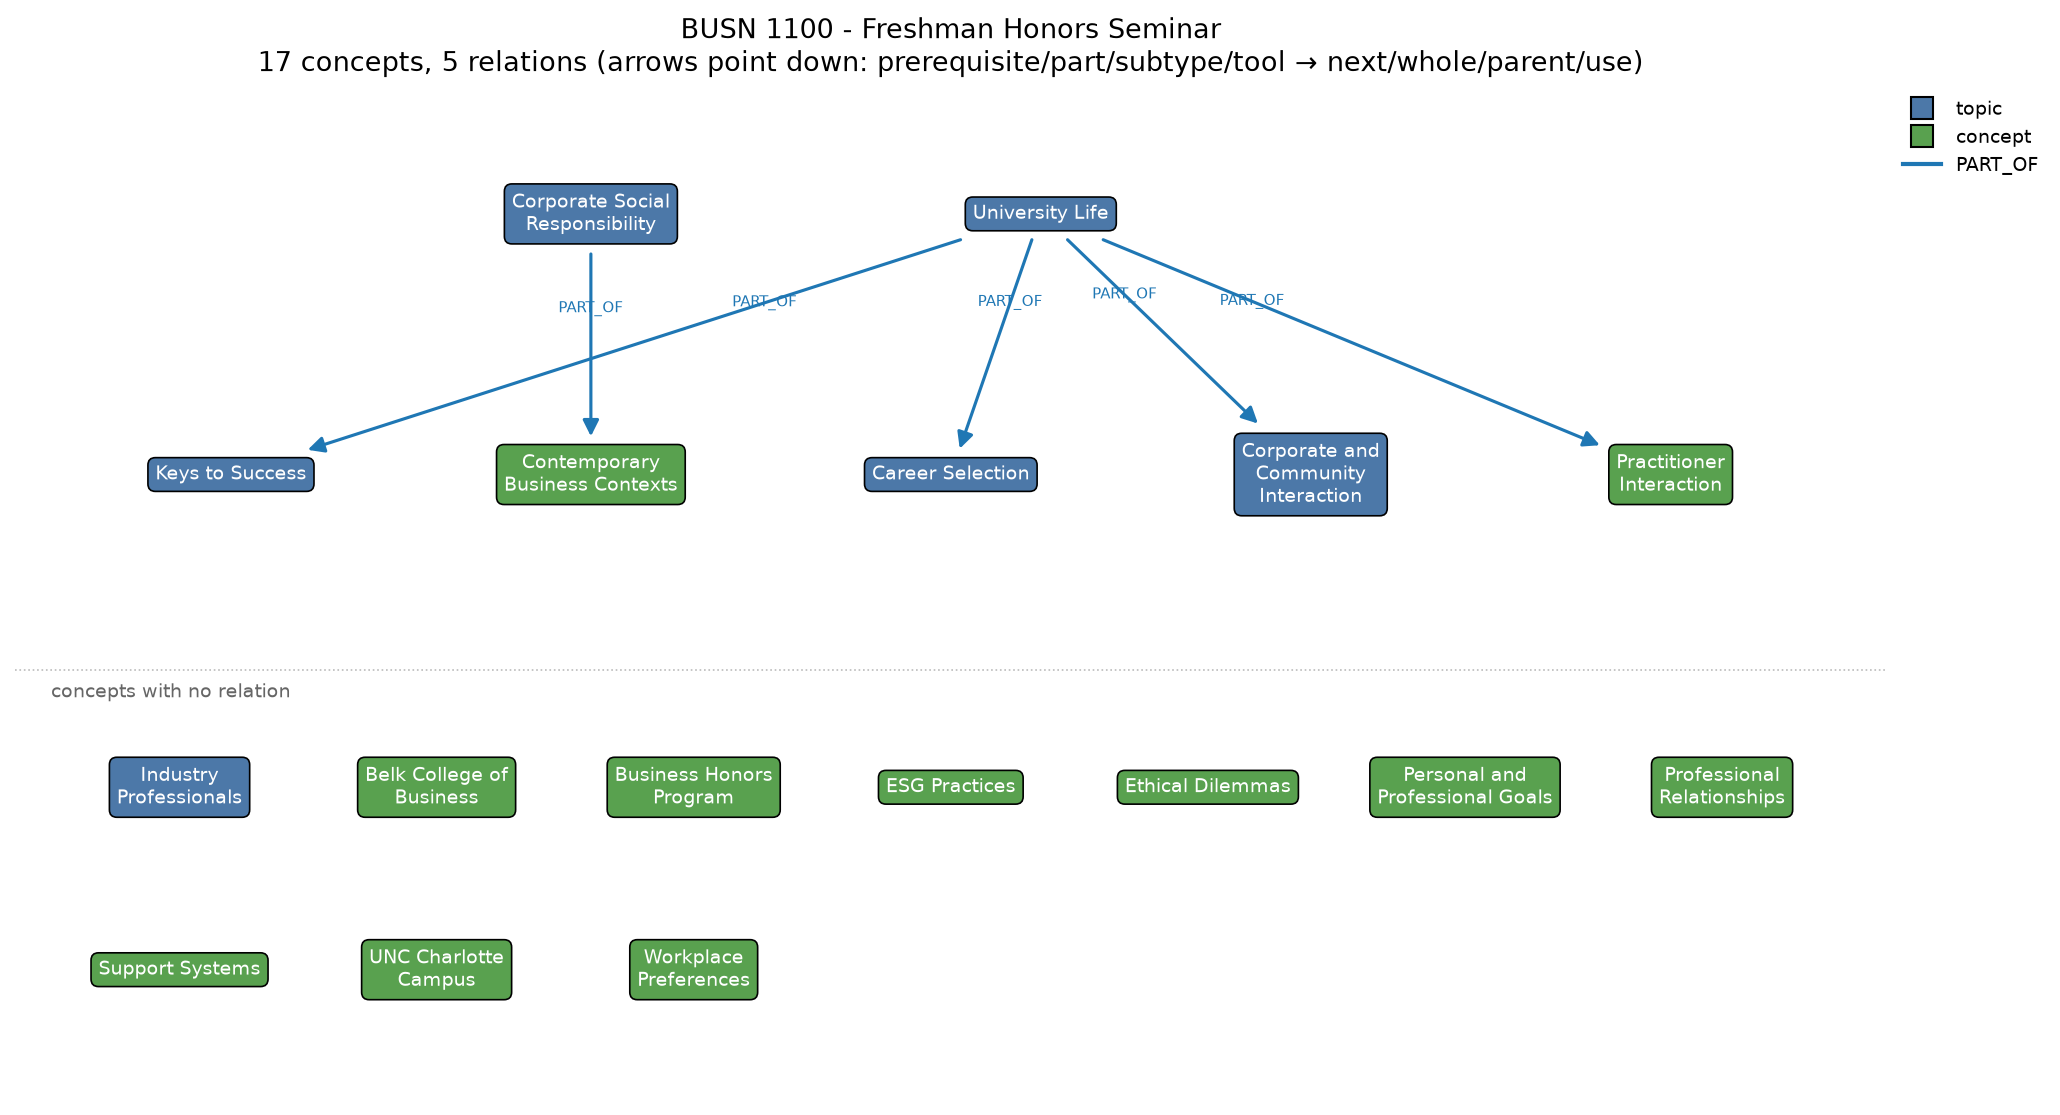 BUSN 1100 - Freshman Honors Seminar
17 concepts, 5 relations (arrows point down: prerequisite/part/subtype/tool → next/whole/parent/use)
topic
concept
PART_OF
Corporate Social
Responsibility
University Life
PART_OF
PART_OF
PART_OF
PART_OF
PART_OF
Keys to Success
Contemporary
Business Contexts
Career Selection
Corporate and
Community
Interaction
Practitioner
Interaction
concepts with no relation
Industry
Professionals
Belk College of
Business
Business Honors
Program
ESG Practices
Ethical Dilemmas
Personal and
Professional Goals
Professional
Relationships
Support Systems
UNC Charlotte
Campus
Workplace
Preferences